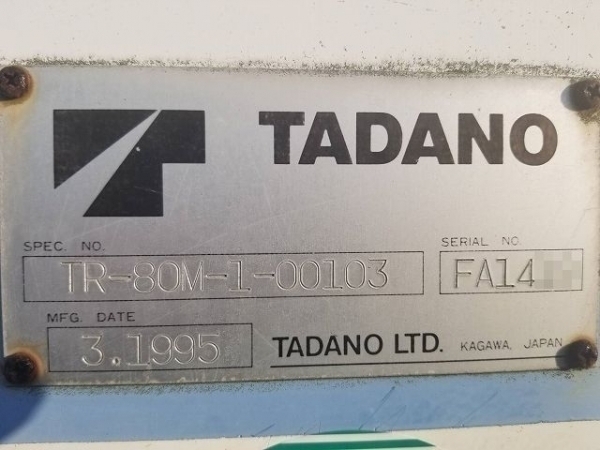 TADANO
SPEC. NO.
TR-80M-1-00103
SERIAL NO.
FA14
MFG. DATE
3.1995
TADANO LTD. KAGAWA, JAPAN